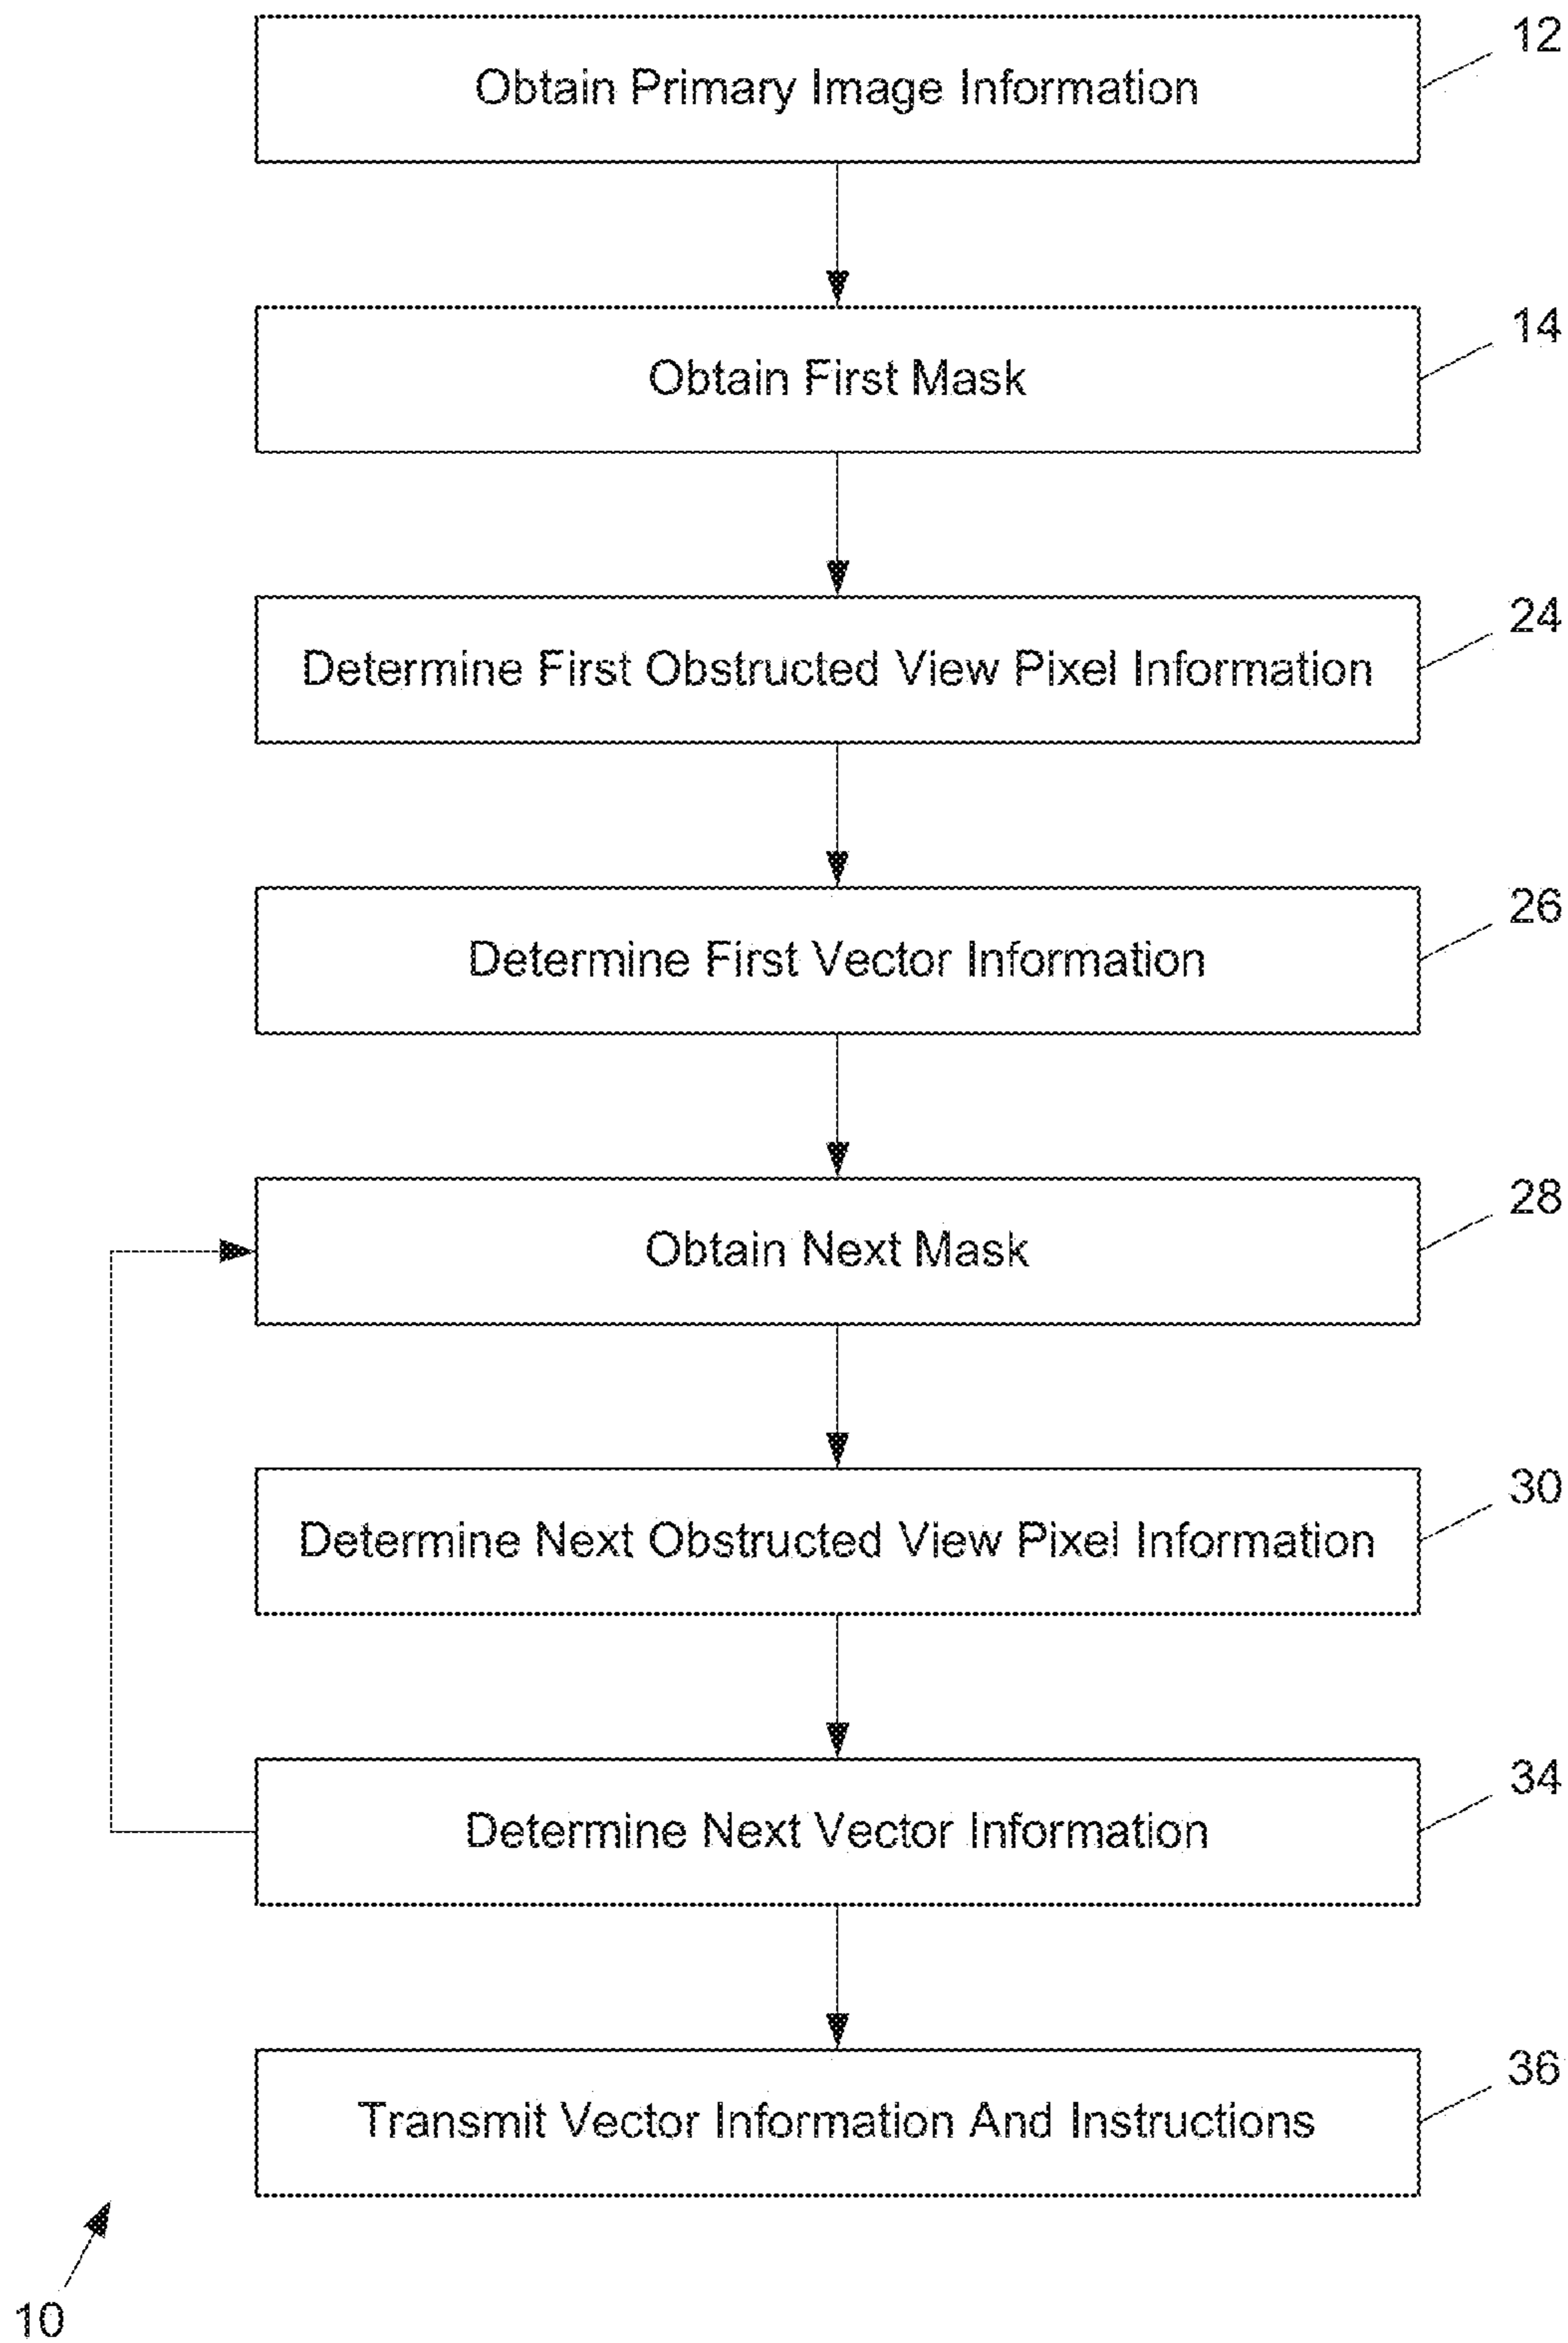 12
Obtain Primary Image Information
14
Obtain First Mask
24
Determine First Obstructed View Pixel Information
26
Determine First Vector Information
28
Obtain Next Mask
30
Determine Next Obstructed View Pixel Information
34
Determine Next Vector Information
36
Transmit Vector Information And Instructions
10